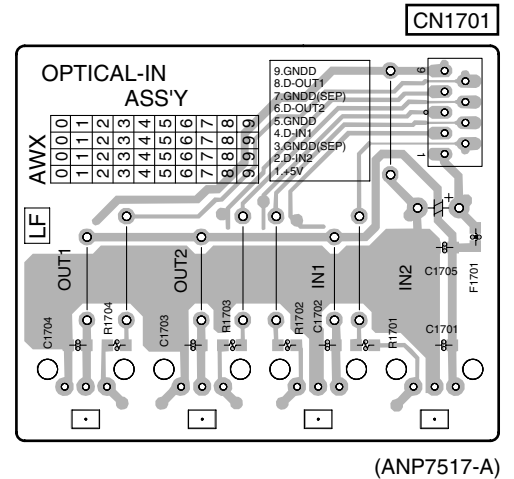 CN1701
OPTICAL-IN
ASS'Y
9.GNDD
8.D-OUT1
7.GNDD(SEP)
6.D-OUT2
5.GNDD
4.D-IN1
3.GNDD(SEP)
2.D-IN2
1.+5V
9
1
AWX
0 1 2 3 4 5 6 7 8 9
0 1 2 3 4 5 6 7 8 9
0 1 2 3 4 5 6 7 8 9
0 1 2 3 4 5 6 7 8 9
+
LF
OUT1
OUT2
IN1
IN2
C1705
F1701
C1704
R1704
C1703
R1703
R1702
C1702
R1701
C1701
(ANP7517-A)